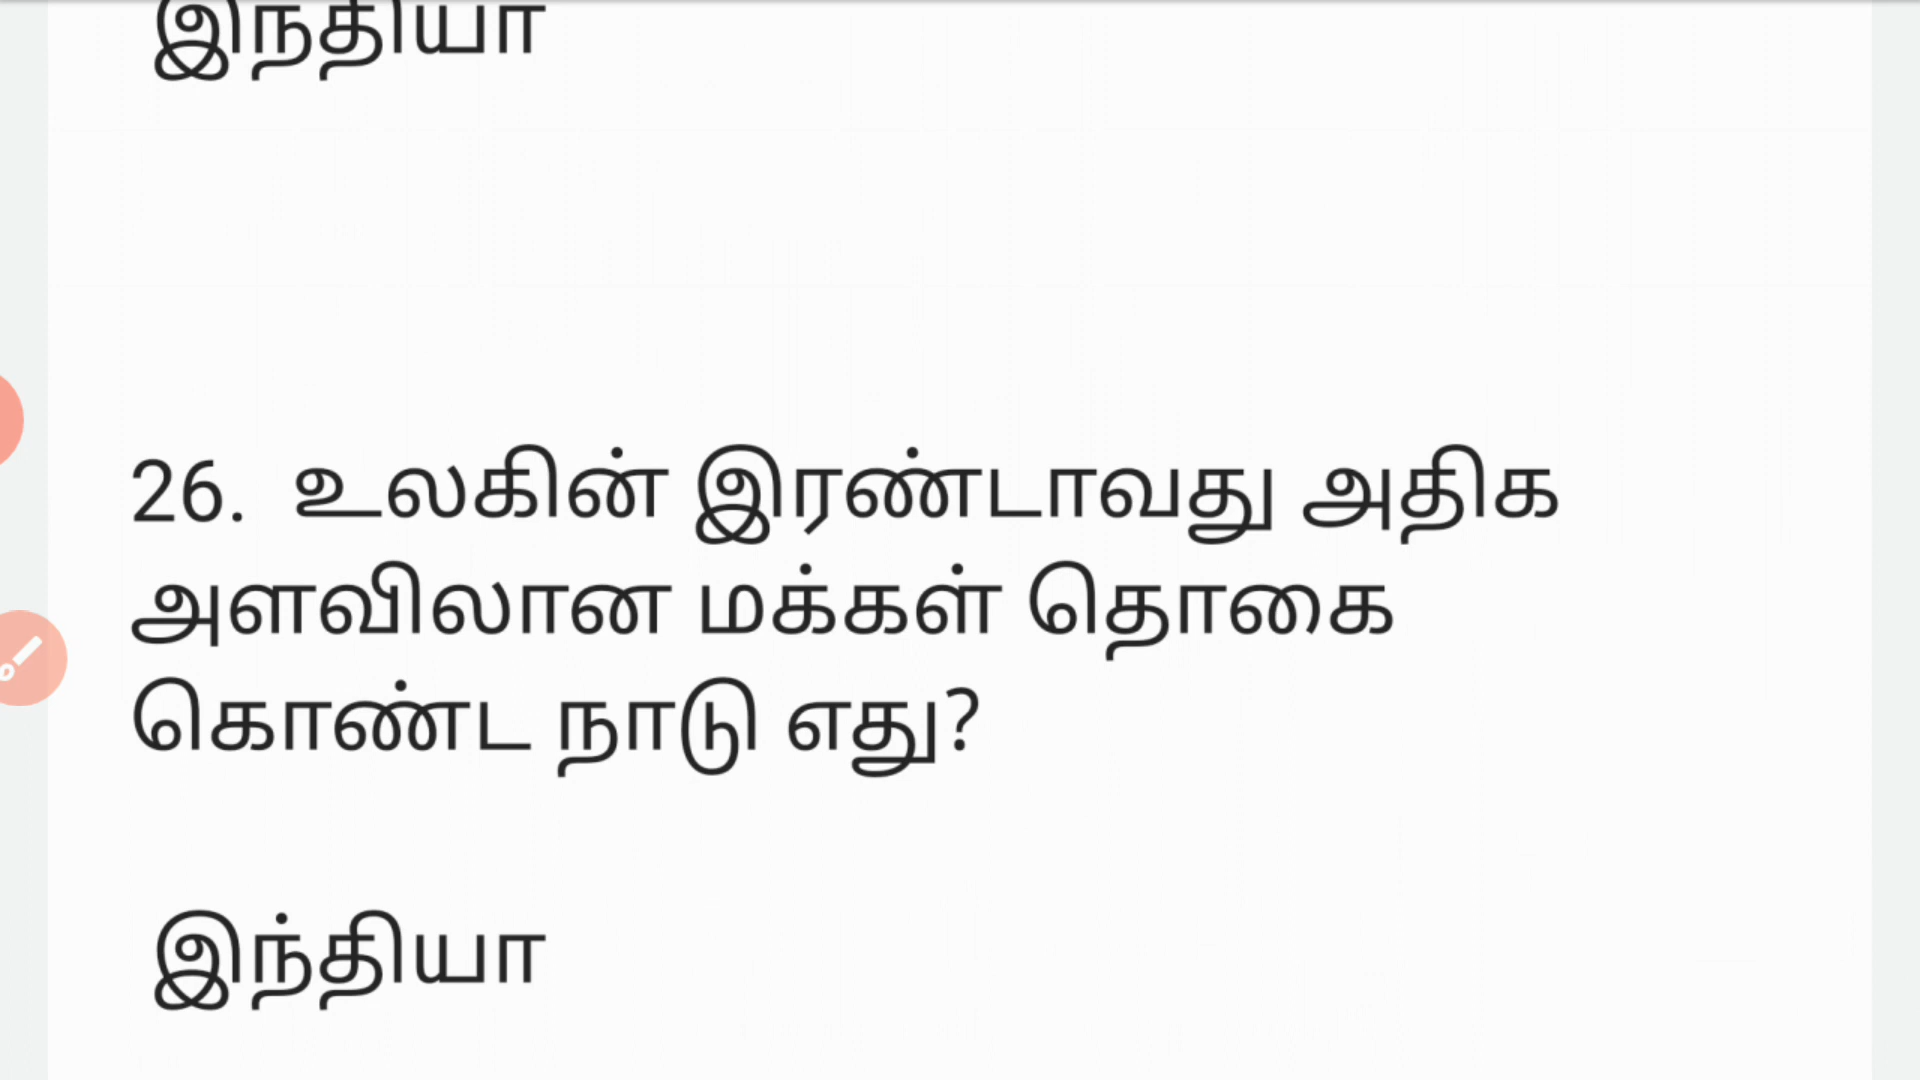 இந்தியா
26. உலகின் இரண்டாவது அதிக
அளவிலான மக்கள் தொகை
கொண்ட நாடு எது?
இந்தியா